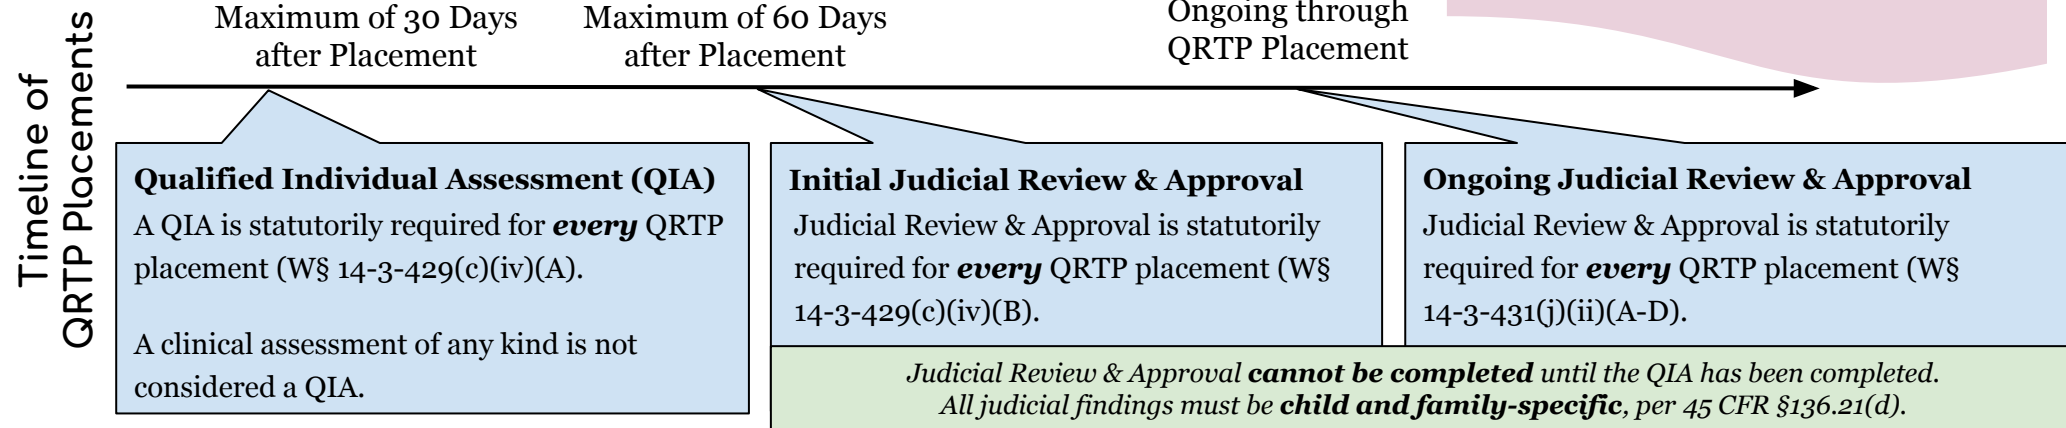 Timeline of
QRTP Placements
Maximum of 30 Days
after Placement
Maximum of 60 Days
after Placement
Ongoing through
QRTP Placement
Qualified Individual Assessment (QIA)
A QIA is statutorily required for every QRTP
placement (W§ 14-3-429(c)(iv)(A).
A clinical assessment of any kind is not
considered a QIA.
Initial Judicial Review & Approval
Judicial Review & Approval is statutorily
required for every QRTP placement (W§
14-3-429(c)(iv)(B).
Ongoing Judicial Review & Approval
Judicial Review & Approval is statutorily
required for every QRTP placement (W§
14-3-431(j)(ii)(A-D).
Judicial Review & Approval cannot be completed until the QIA has been completed.
All judicial findings must be child and family-specific, per 45 CFR §136.21(d).